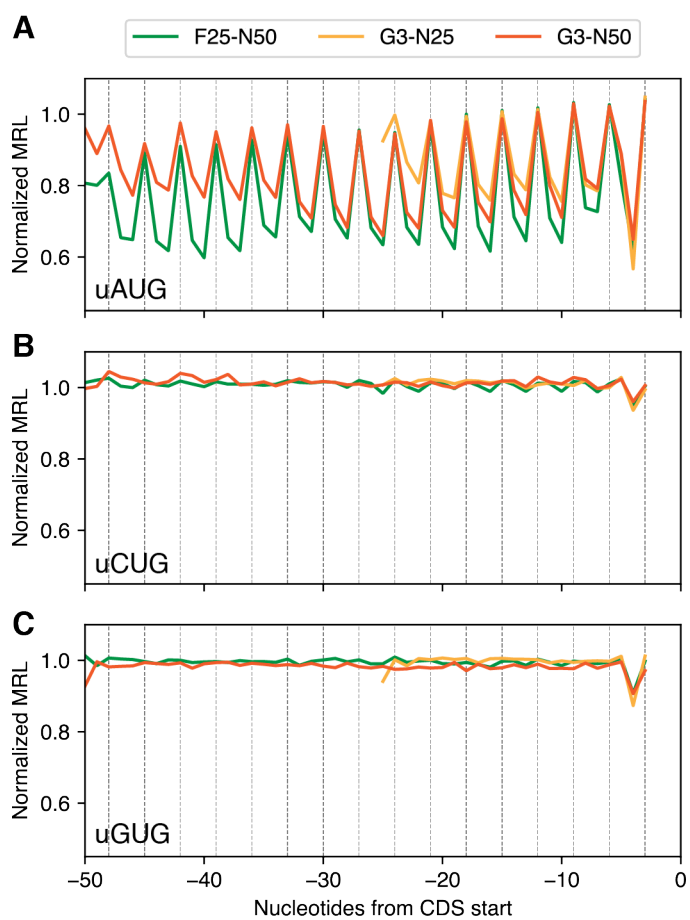 A
F25-N50 G3-N25 G3-N50
Normalized MRL
1.0
0.8
0.6
uAUG
B
Normalized MRL
1.0
0.8
0.6
uCUG
C
Normalized MRL
1.0
0.8
0.6
uGUG
−50 −40 −30 −20 −10 0
Nucleotides from CDS start